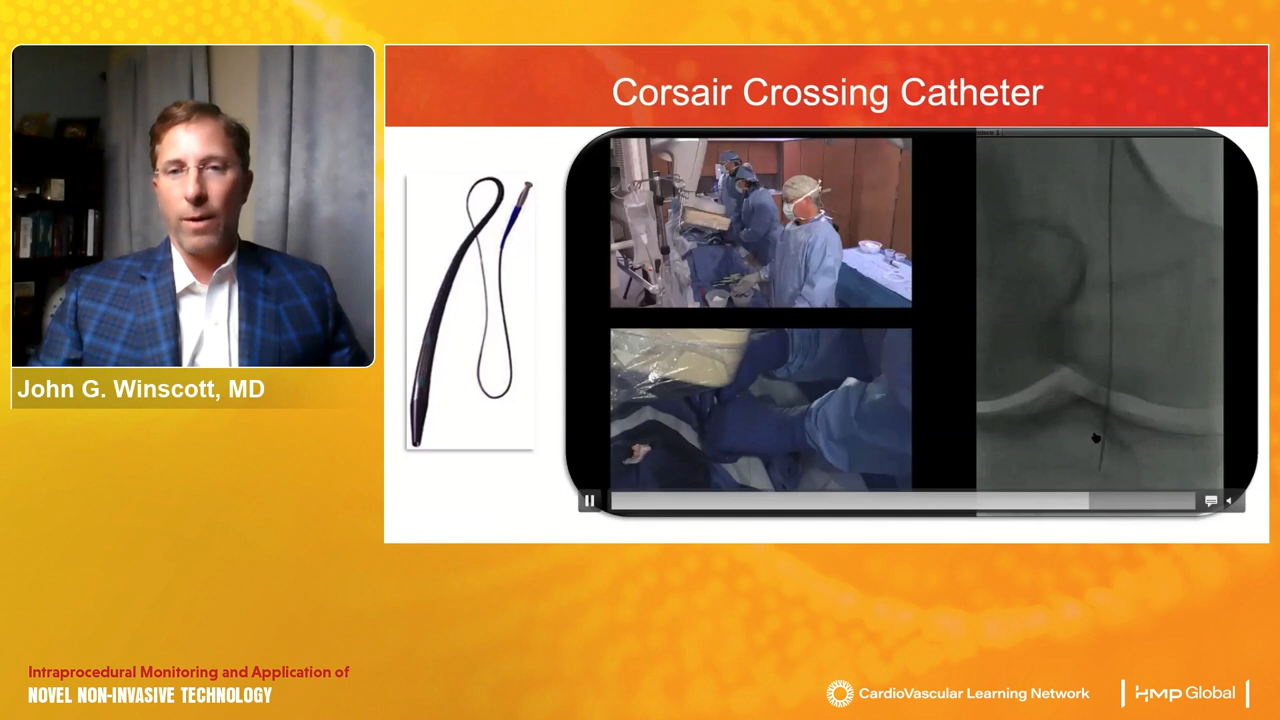 Corsair Crossing Catheter
John G. Winscott, MD
Intraprocedural Monitoring and Application of
NOVEL NON-INVASIVE TECHNOLOGY
CardioVascular Learning Network
HMP Global